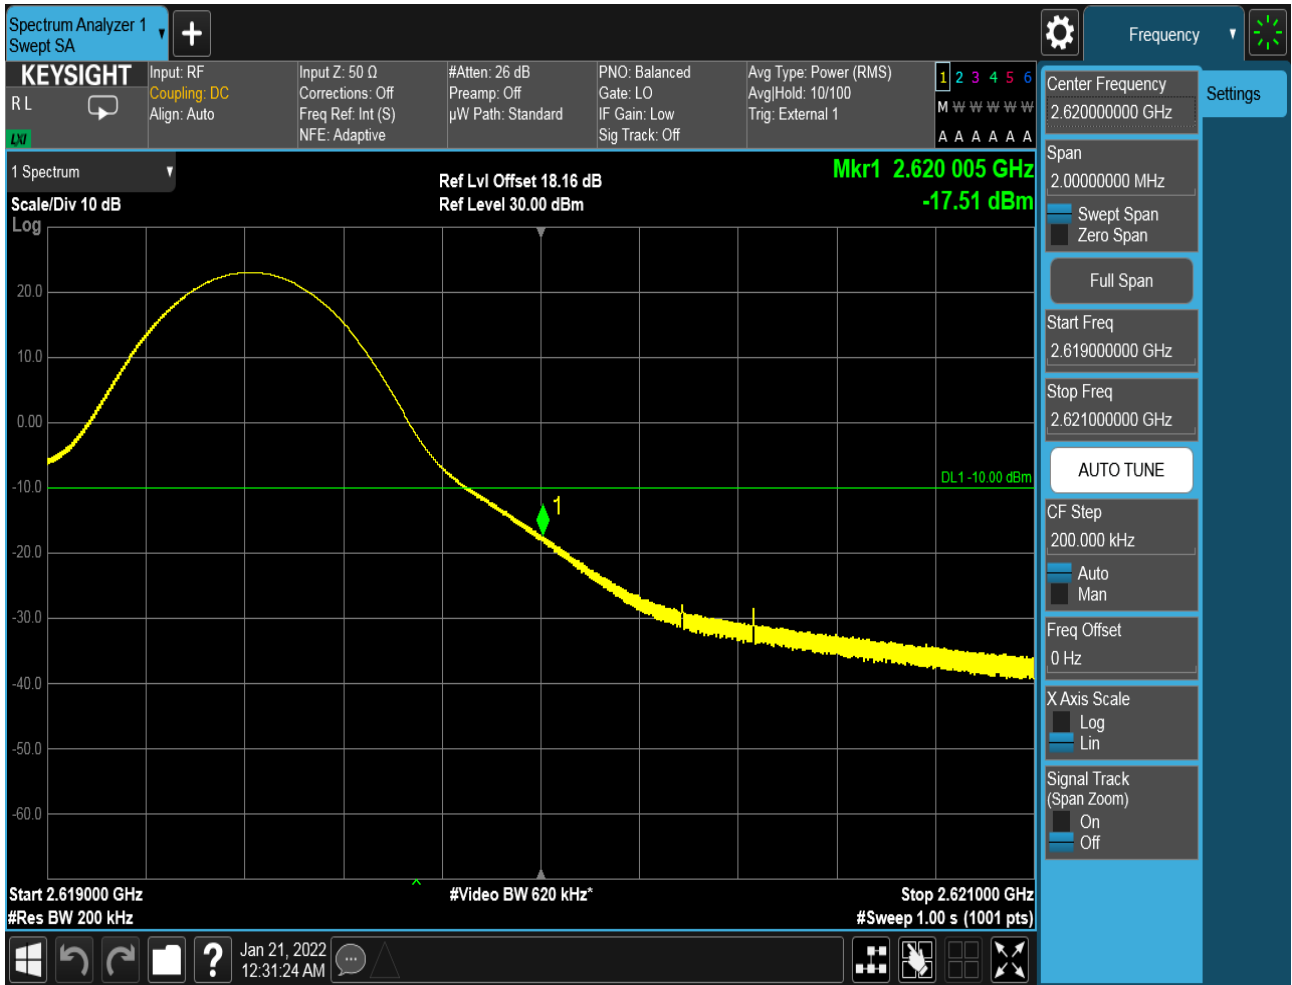 Spectrum Analyzer 1
Swept SA
Frequency
KEYSIGHT
R L
LXI
Input: RF
Coupling: DC
Align: Auto
Input Z: 50 Ω
Corrections: Off
Freq Ref: Int (S)
NFE: Adaptive
#Atten: 26 dB
Preamp: Off
µW Path: Standard
PNO: Balanced
Gate: LO
IF Gain: Low
Sig Track: Off
Avg Type: Power (RMS)
Avg|Hold: 10/100
Trig: External 1
1 2 3 4 5 6
M W W W W W
A A A A A A
1 Spectrum
Scale/Div 10 dB
Log
Ref Lvl Offset 18.16 dB
Ref Level 30.00 dBm
Mkr1 2.620 005 GHz
-17.51 dBm
20.0
10.0
0.00
-10.0
-20.0
-30.0
-40.0
-50.0
-60.0
DL1 -10.00 dBm
1
Start 2.619000 GHz
#Res BW 200 kHz
#Video BW 620 kHz*
Stop 2.621000 GHz
#Sweep 1.00 s (1001 pts)
Center Frequency
2.620000000 GHz
Settings
Span
2.00000000 MHz
Swept Span
Zero Span
Full Span
Start Freq
2.619000000 GHz
Stop Freq
2.621000000 GHz
AUTO TUNE
CF Step
200.000 kHz
Auto
Man
Freq Offset
0 Hz
X Axis Scale
Log
Lin
Signal Track
(Span Zoom)
On
Off
?
Jan 21, 2022
12:31:24 AM